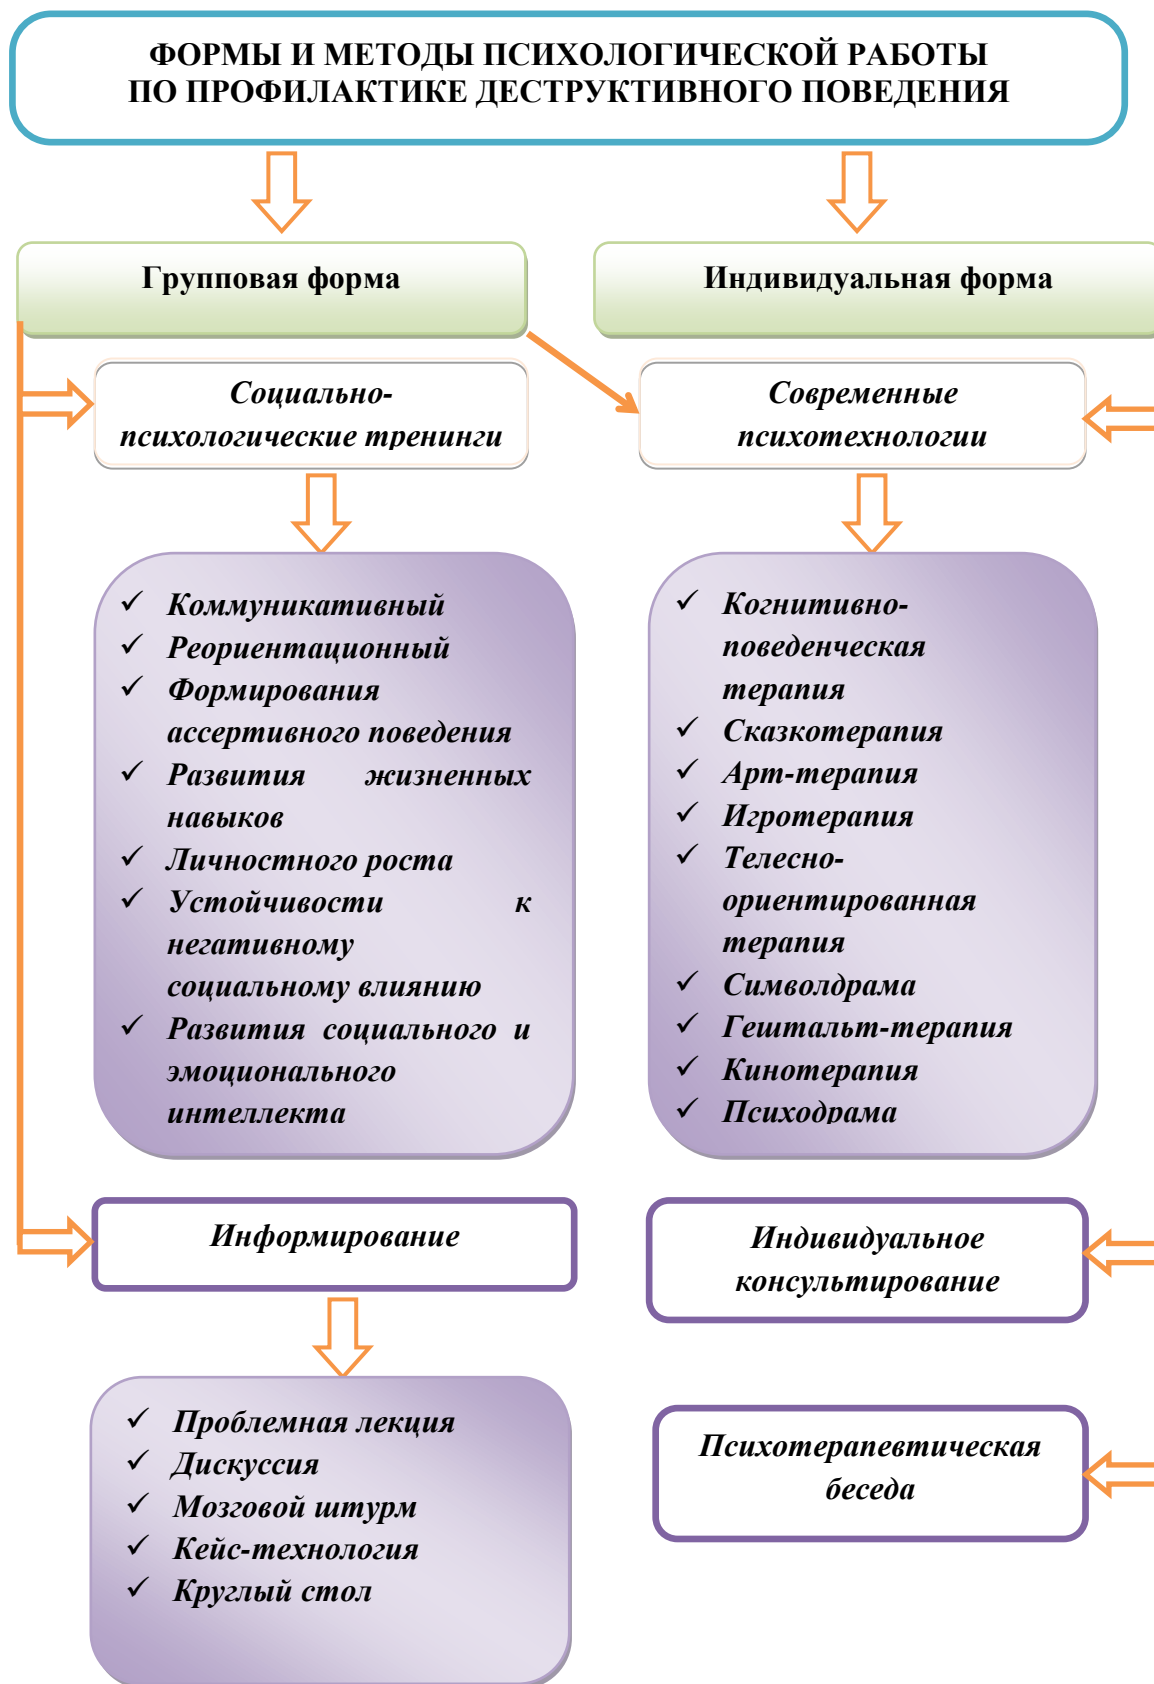 ФОРМЫ И МЕТОДЫ ПСИХОЛОГИЧЕСКОЙ РАБОТЫ
ПО ПРОФИЛАКТИКЕ ДЕСТРУКТИВНОГО ПОВЕДЕНИЯ
Групповая форма
Индивидуальная форма
Социально-
психологические тренинги
Современные
психотехнологии
✓ Коммуникативный
✓ Реориентационный
✓ Формирования
ассертивного поведения
✓ Развития жизненных
навыков
✓ Личностного роста
✓ Устойчивости к
негативному
социальному влиянию
✓ Развития социального и
эмоционального
интеллекта
✓ Когнитивно-
поведенческая
терапия
✓ Сказкотерапия
✓ Арт-терапия
✓ Игротерапия
✓ Телесно-
ориентированная
терапия
✓ Символдрама
✓ Гештальт-терапия
✓ Кинотерапия
✓ Психодрама
Информирование
Индивидуальное
консультирование
✓ Проблемная лекция
✓ Дискуссия
✓ Мозговой штурм
✓ Кейс-технология
✓ Круглый стол
Психотерапевтическая
беседа